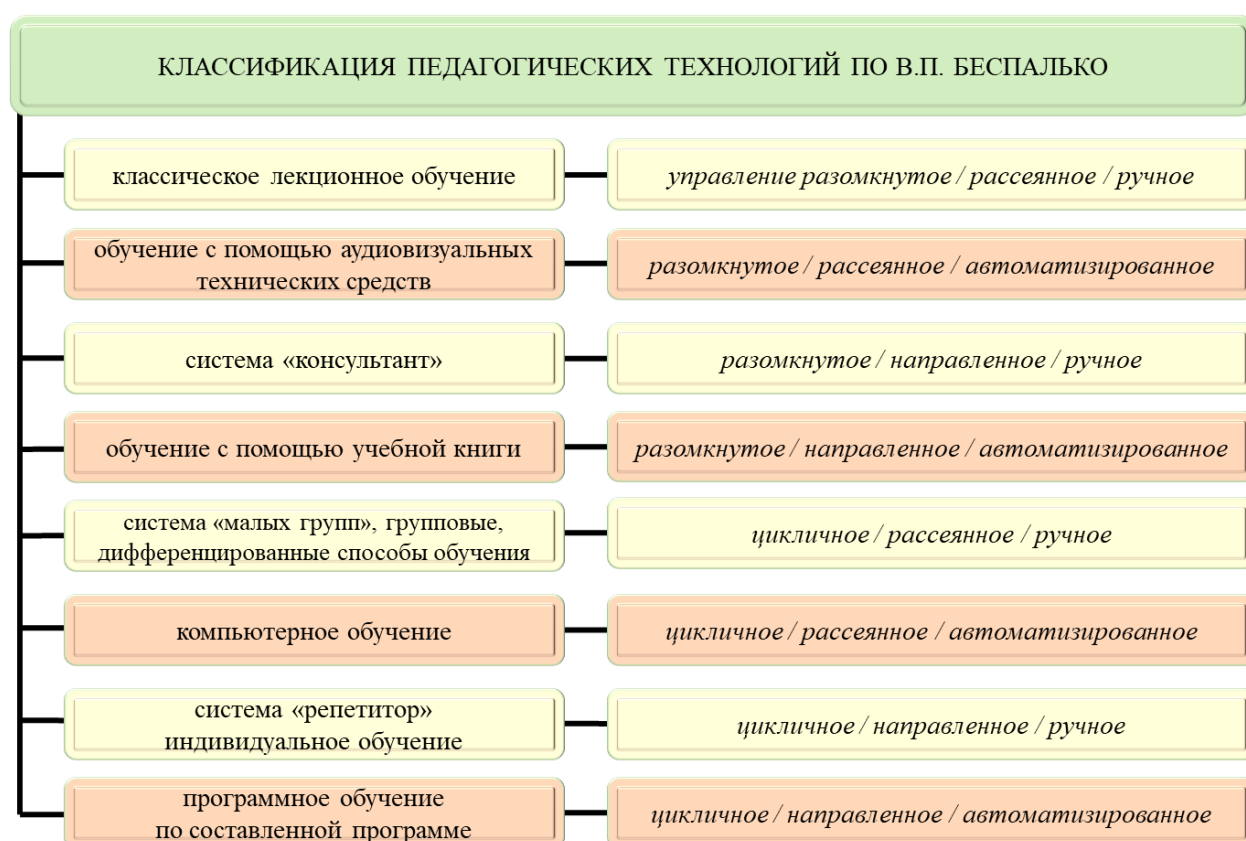 КЛАССИФИКАЦИЯ ПЕДАГОГИЧЕСКИХ ТЕХНОЛОГИЙ ПО В.П. БЕСПАЛЬКО
классическое лекционное обучение
управление разомкнутое / рассеянное / ручное
обучение с помощью аудиовизуальных
технических средств
разомкнутое / рассеянное / автоматизированное
система «консультант»
разомкнутое / направленное / ручное
обучение с помощью учебной книги
разомкнутое / направленное / автоматизированное
система «малых групп», групповые,
дифференцированные способы обучения
цикличное / рассеянное / ручное
компьютерное обучение
цикличное / рассеянное / автоматизированное
система «репетитор»
индивидуальное обучение
цикличное / направленное / ручное
программное обучение
по составленной программе
цикличное / направленное / автоматизированное